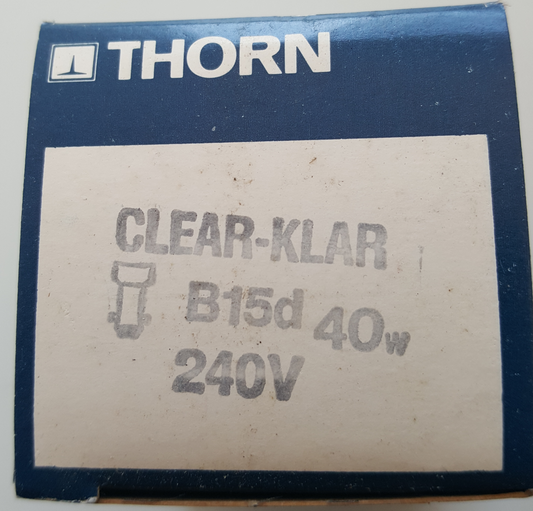 THORN
CLEAR-KLAR
B15d 40w
240V